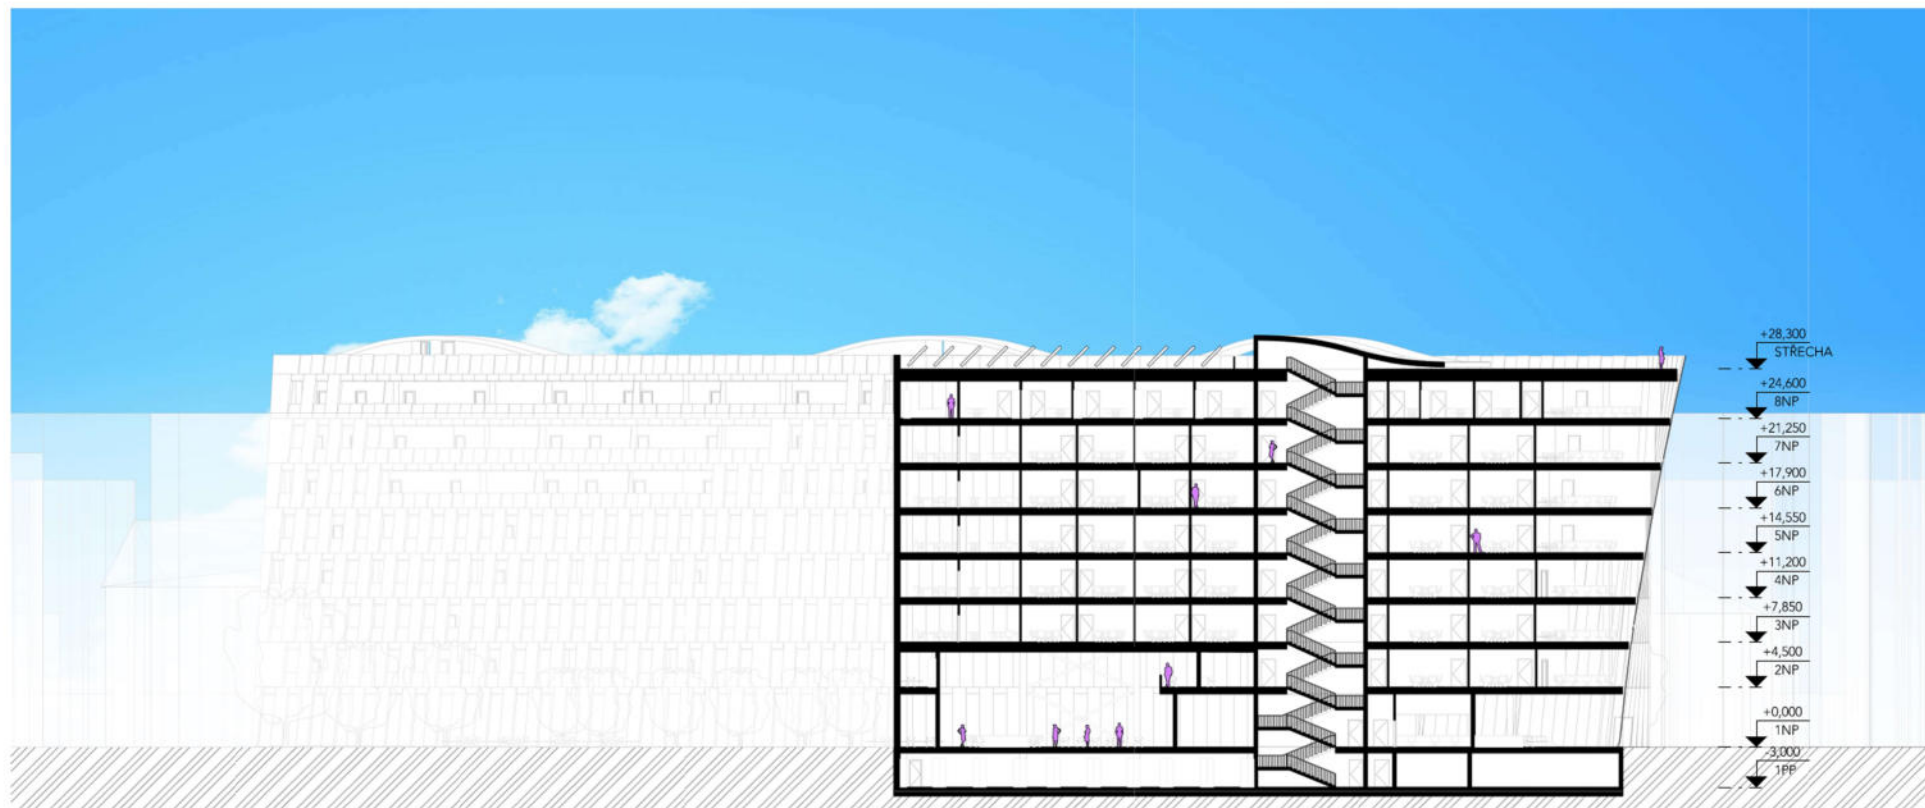 +28,300
STŘECHA
+24,600
8NP
+21,250
7NP
+17,900
6NP
+14,550
5NP
+11,200
4NP
+7,850
3NP
+4,500
2NP
+0,000
1NP
-3,000
1PP